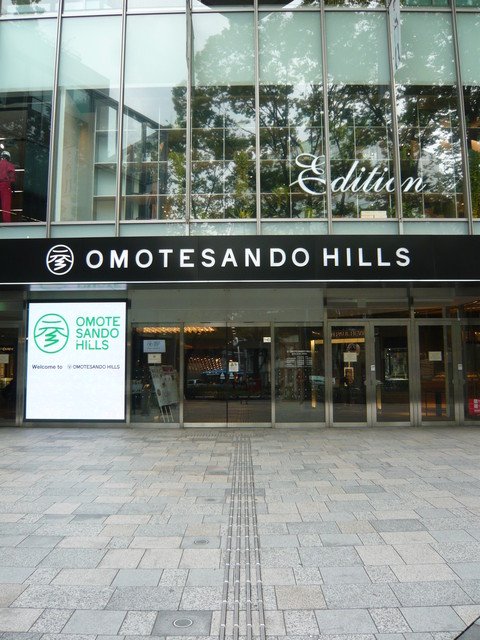 Edition
OMOTESANDO HILLS
OMOTE
SANDO
HILLS
Welcome to OMOTESANDO HILLS